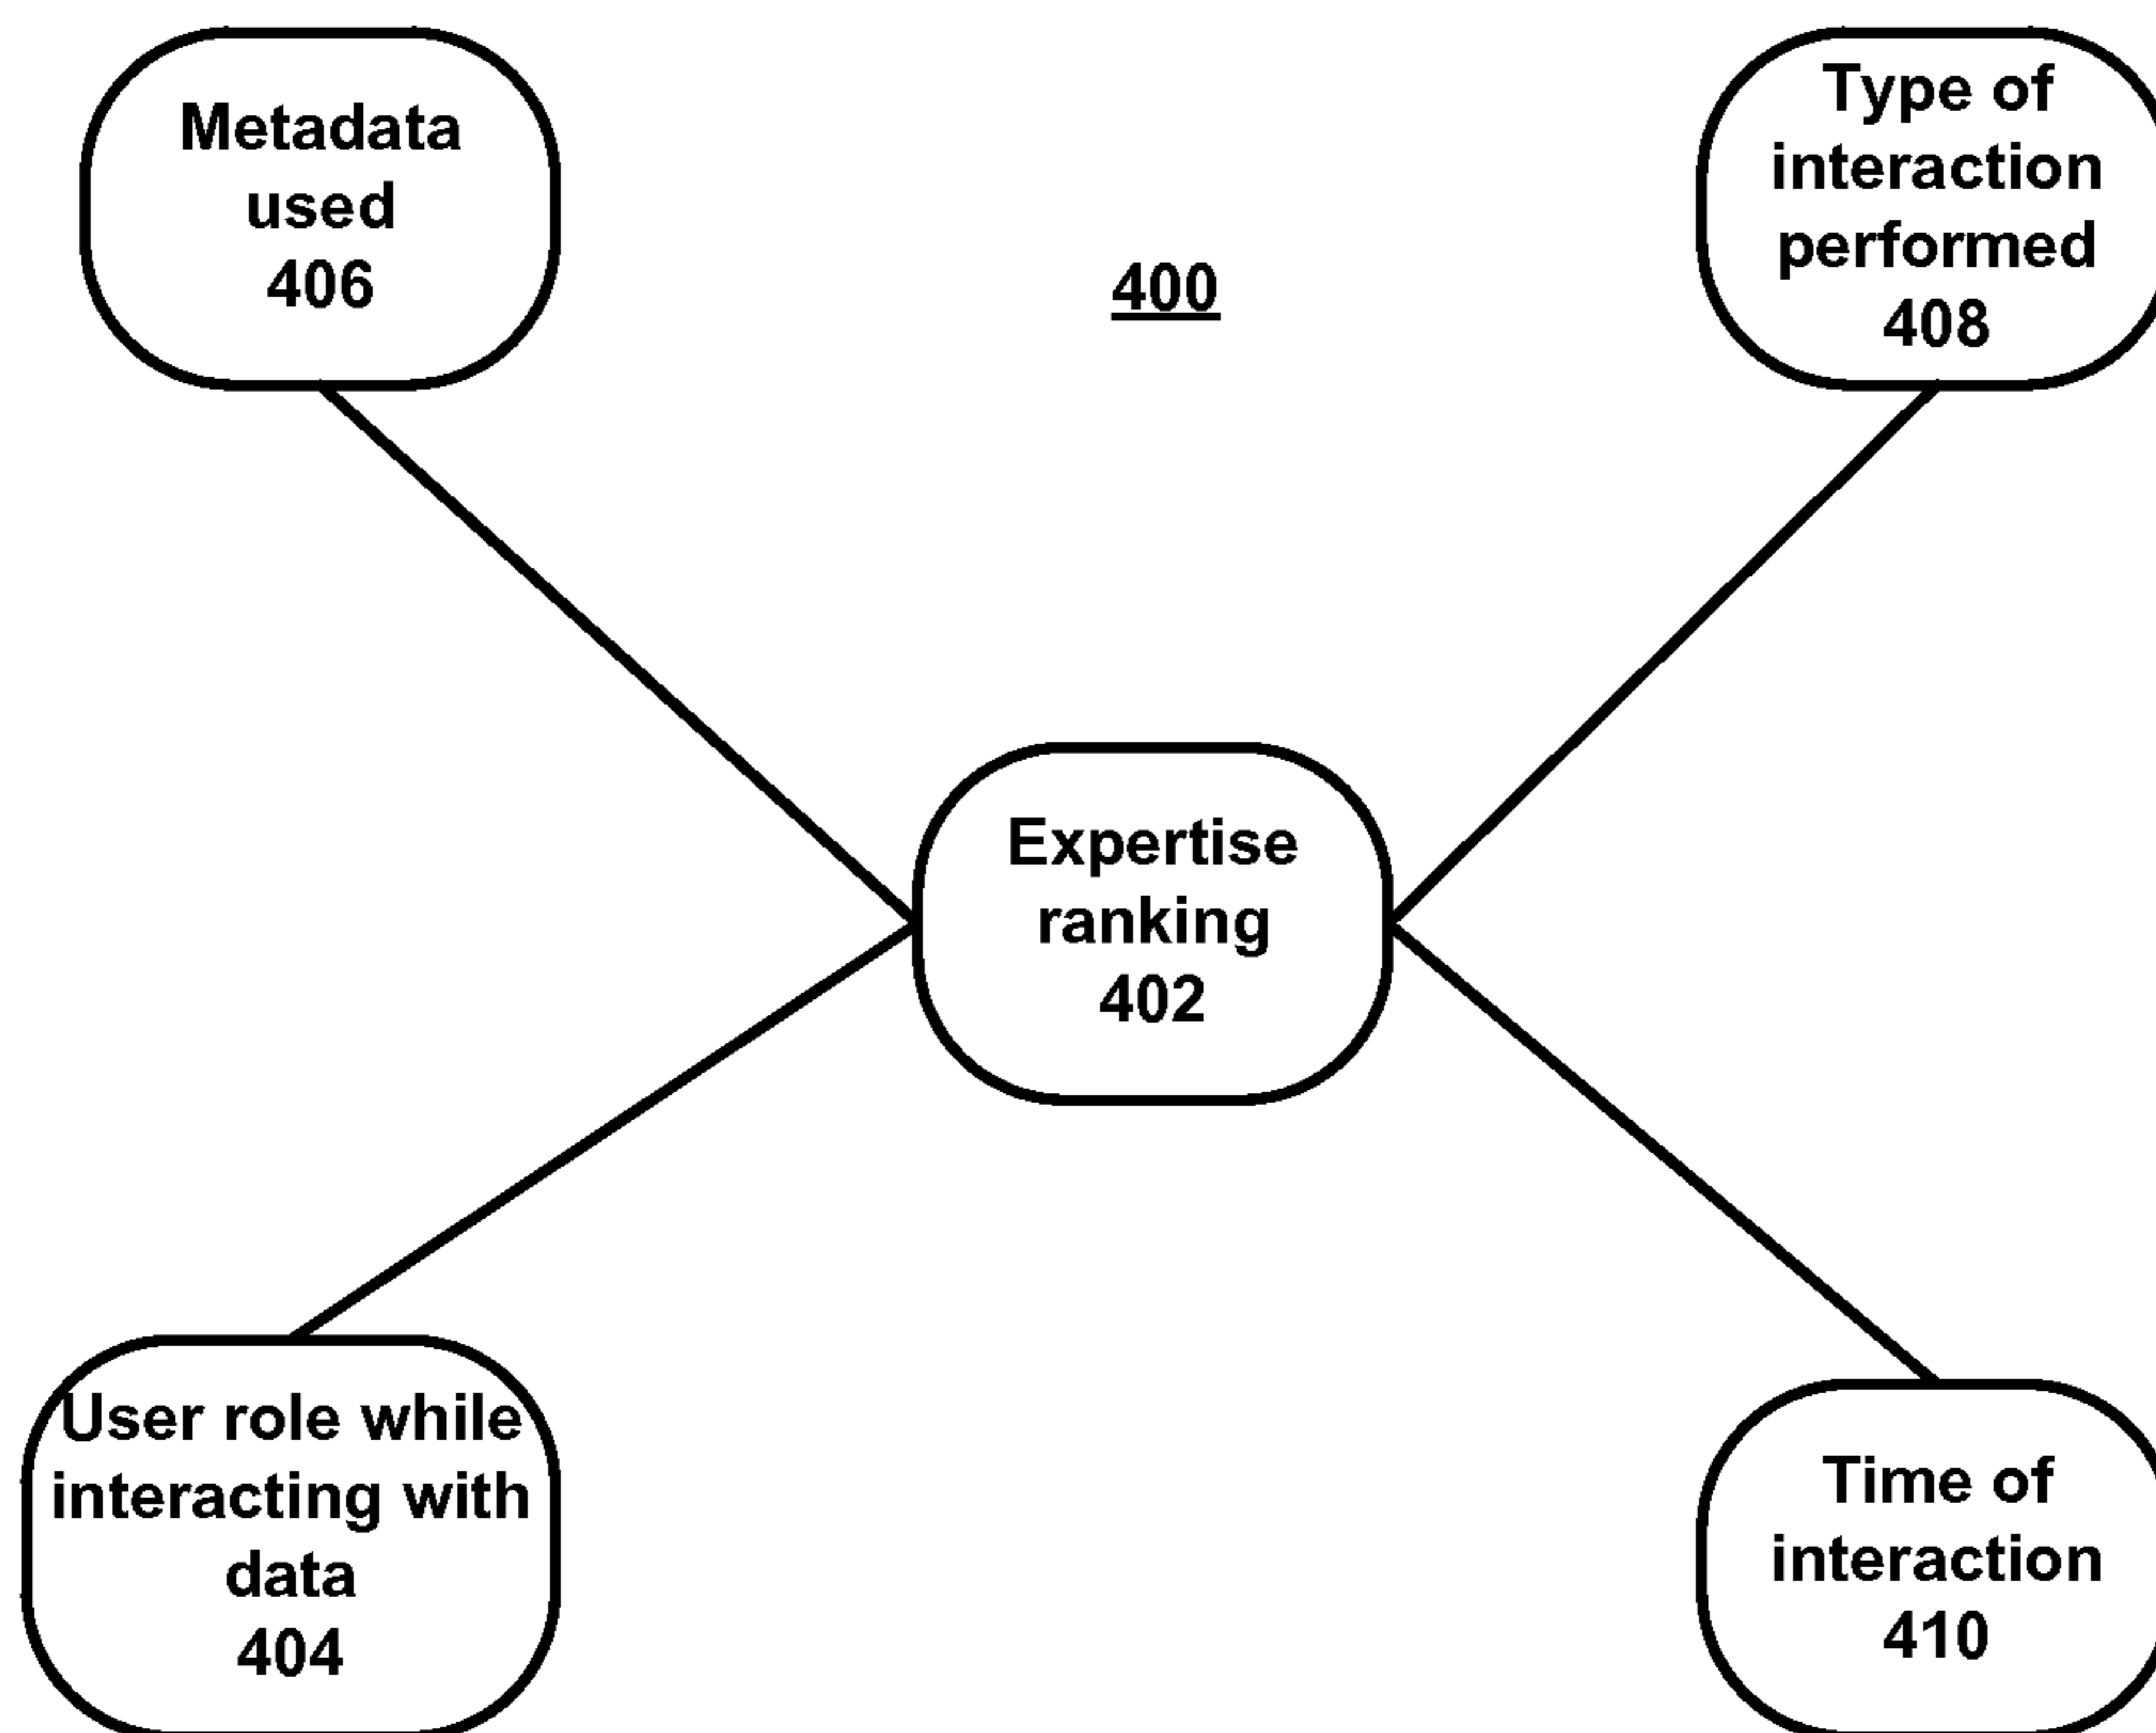 Metadata
used
406
400
Type of
interaction
performed
408
Expertise
ranking
402
User role while
interacting with
data
404
Time of
interaction
410